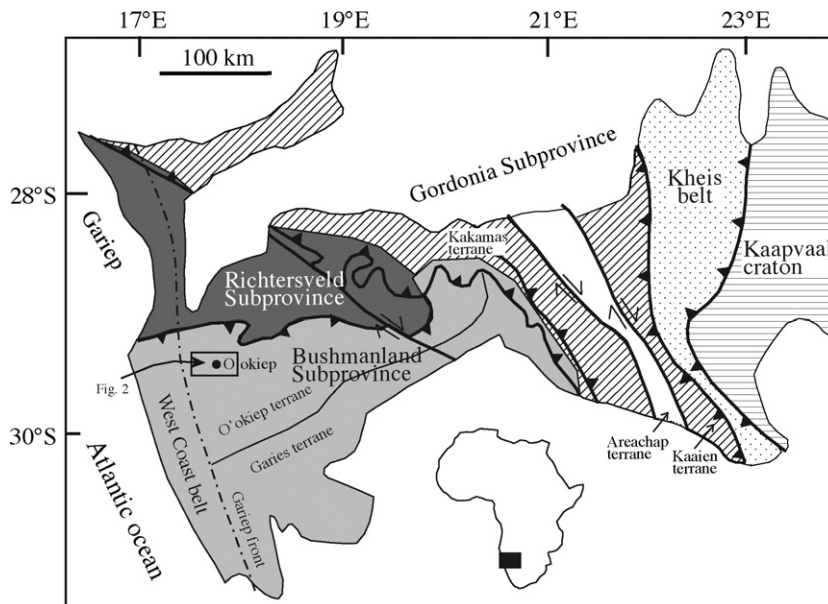 17°E
19°E
21°E
23°E
100 km
28°S
30°S
Gordonia Subprovince
Kheis
belt
Kaapvaal
craton
Gariep
Kakamas
terrane
Richtersveld
Subprovince
Bushmanland
Subprovince
O okiep
Fig. 2
O'okiep terrane
Garies terrane
West Coast belt
Gariep front
Areachap
terrane
Kaaien
terrane
Atlantic ocean